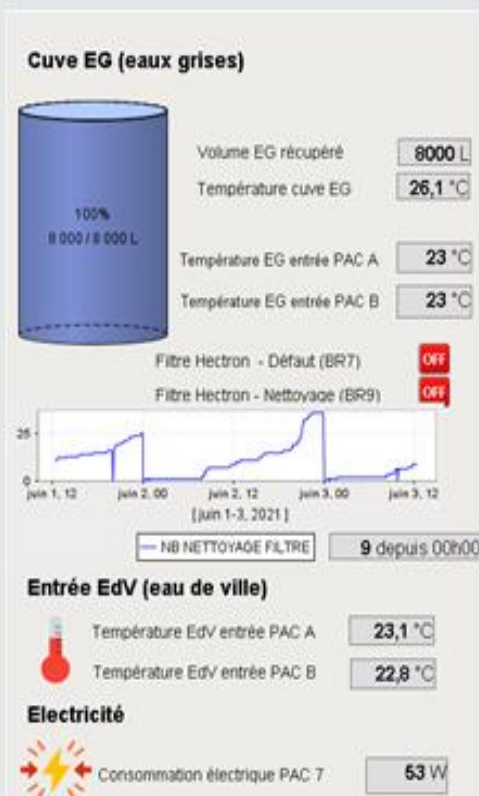 Cuve EG (eaux grises)
100%
8 000 / 8 000 L
Volume EG récupéré 8000 L
Température cuve EG 26,1 °C
Température EG entrée PAC A 23 °C
Température EG entrée PAC B 23 °C
Filtre Hectron - Défaut (BR7) OFF
Filtre Hectron - Nettoyage (BR9) OFF
25
0
juin 1, 12 juin 2, 00 juin 2, 12 juin 3, 00 juin 3, 12
[juin 1-3, 2021]
NB NETTOYAGE FILTRE 9 depuis 00h00
Entrée EdV (eau de ville)
Température EdV entrée PAC A 23,1 °C
Température EdV entrée PAC B 22,8 °C
Electricité
Consommation électrique PAC 7 53 W